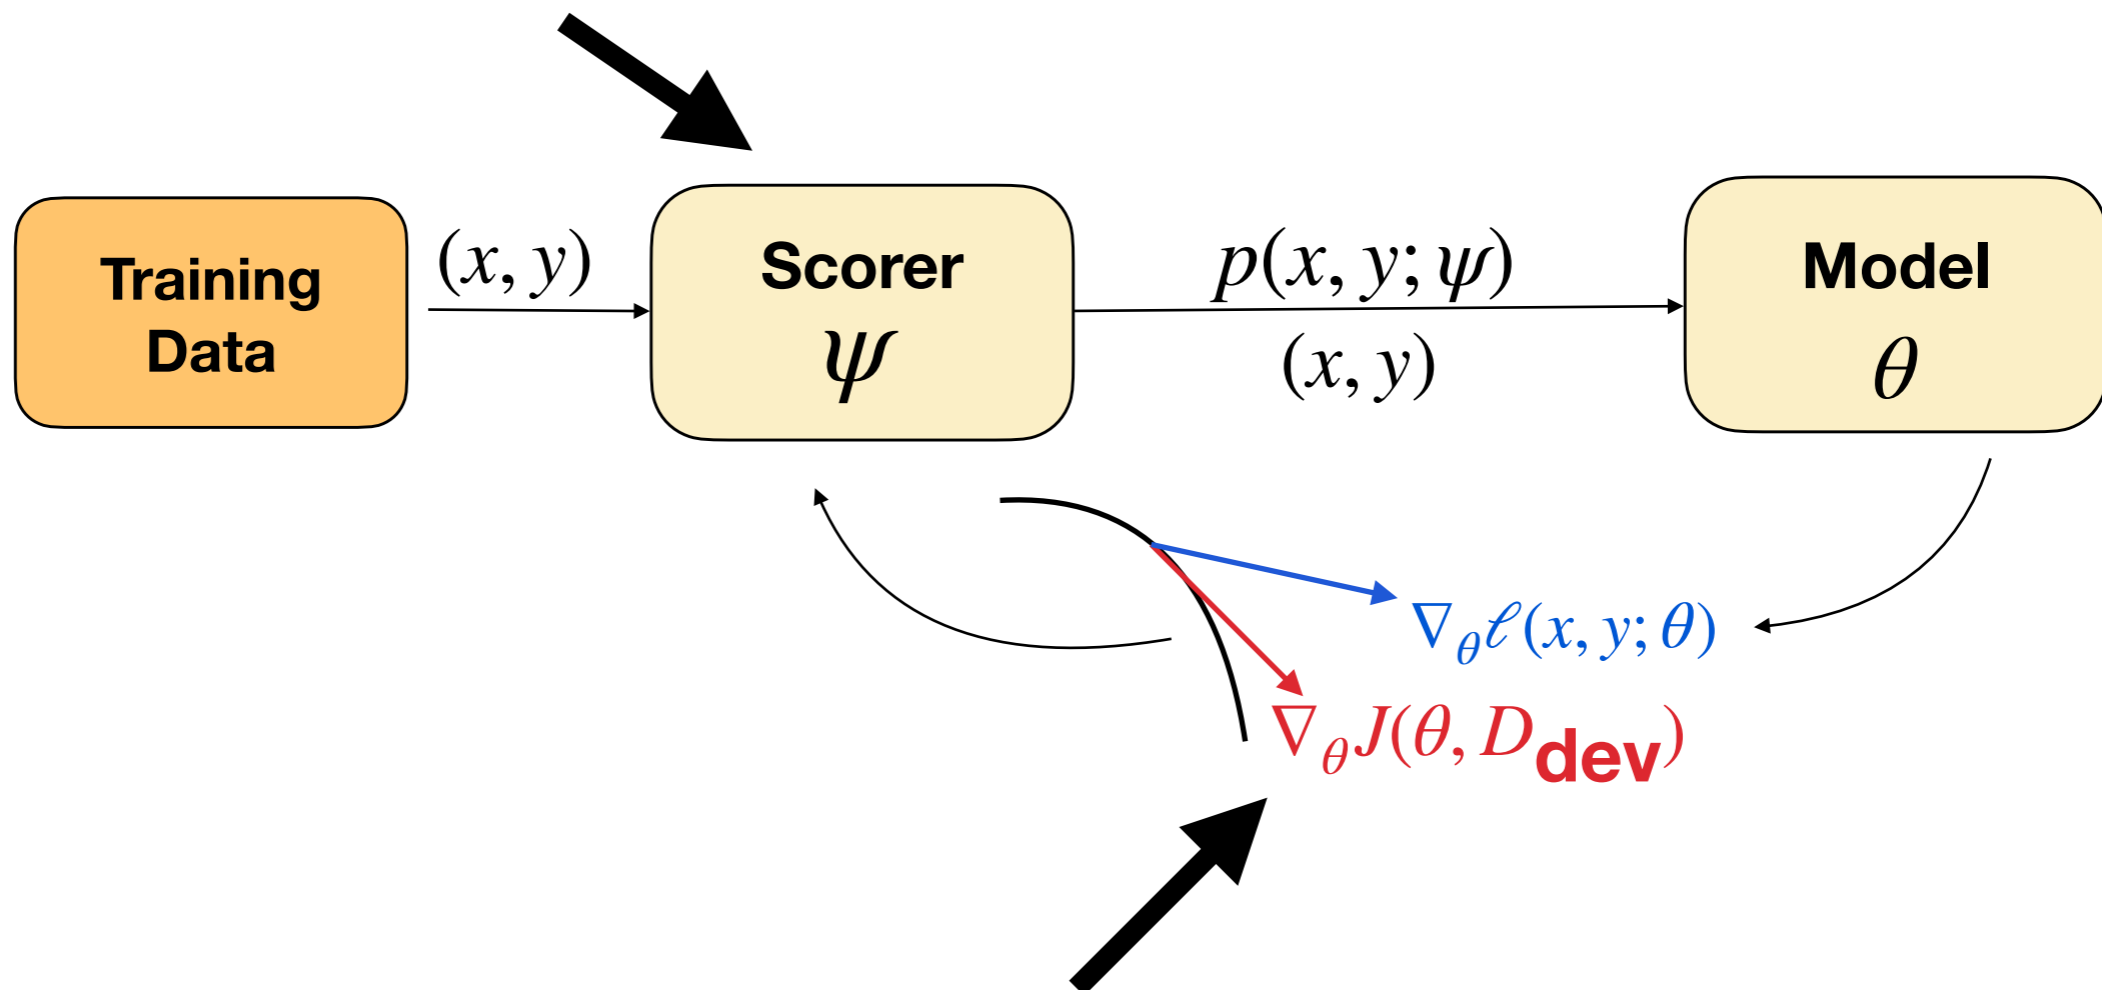 Training
Data
(x, y)
Scorer
ψ
p(x, y; ψ)
(x, y)
Model
θ
∇θℓ(x, y; θ)
∇θJ(θ, Ddev)